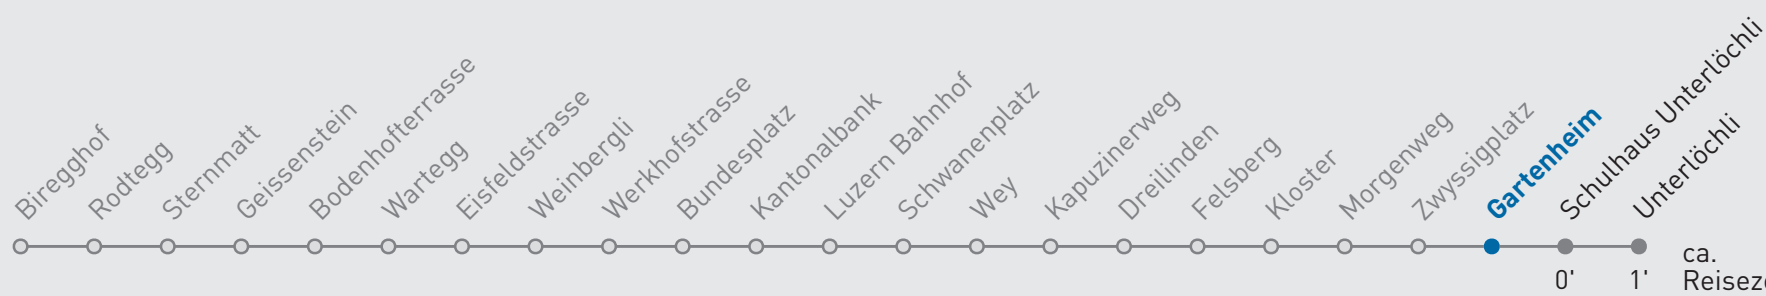 Biregghof
Rodtegg
Sternmatt
Geissenstein
Bodenhofterrasse
Wartegg
Eisfeldstrasse
Weinbergli
Werkhofstrasse
Bundesplatz
Kantonalbank
Luzern Bahnhof
Schwanenplatz
Wey
Kapuzinerweg
Dreilinden
Felsberg
Kloster
Morgenweg
Zwyssigplatz
Gartenheim
Schulhaus Unterlöchli
Unterlöchli
0' 1'
ca.